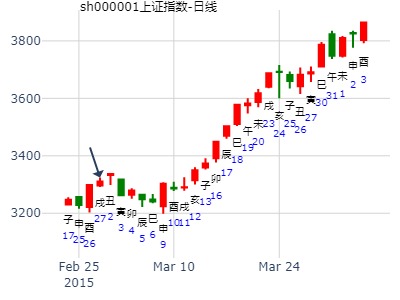 sh000001上证指数-日线
3800
3600
3400
3200
子 申 酉 戌 丑 寅 卯 辰 巳 申 酉 戌 亥 子 卯 辰 巳 午 未 戌 亥 子 丑 寅 巳 午 未 申 酉
17 25 26 27 2 3 4 5 6 9 10 11 12 13 16 17 18 19 20 23 24 25 26 27 30 31 1 2 3
Feb 25 Mar 10 Mar 24
2015